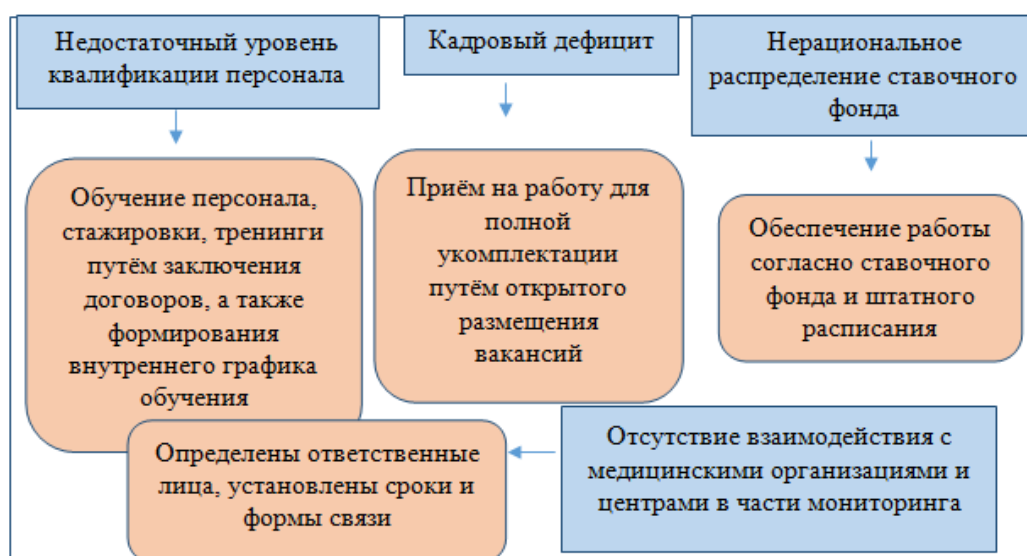 Недостаточный уровень
квалификации персонала
Кадровый дефицит
Нерациональное
распределение ставочного
фонда
Обучение персонала,
стажировки, тренинги
путём заключения
договоров, а также
формирования
внутреннего графика
обучения
Приём на работу для
полной
укомплектации
путём открытого
размещения
вакансий
Обеспечение работы
согласно ставочного
фонда и штатного
расписания
Определены ответственные
лица, установлены сроки и
формы связи
Отсутствие взаимодействия с
медицинскими организациями и
центрами в части мониторинга